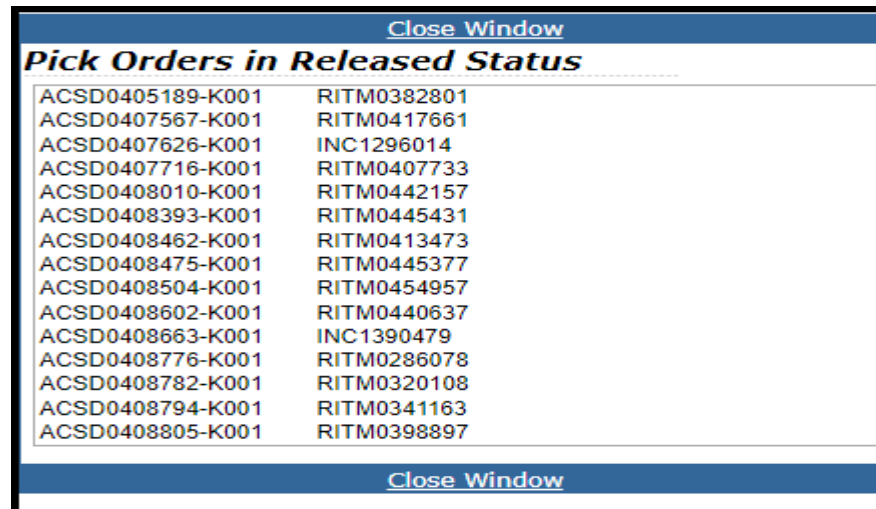 Close Window
Pick Orders in Released Status
ACSD0405189-K001 RITM0382801
ACSD0407567-K001 RITM0417661
ACSD0407626-K001 INC1296014
ACSD0407716-K001 RITM0407733
ACSD0408010-K001 RITM0442157
ACSD0408393-K001 RITM0445431
ACSD0408462-K001 RITM0413473
ACSD0408475-K001 RITM0445377
ACSD0408504-K001 RITM0454957
ACSD0408602-K001 RITM0440637
ACSD0408663-K001 INC1390479
ACSD0408776-K001 RITM0286078
ACSD0408782-K001 RITM0320108
ACSD0408794-K001 RITM0341163
ACSD0408805-K001 RITM0398897
Close Window